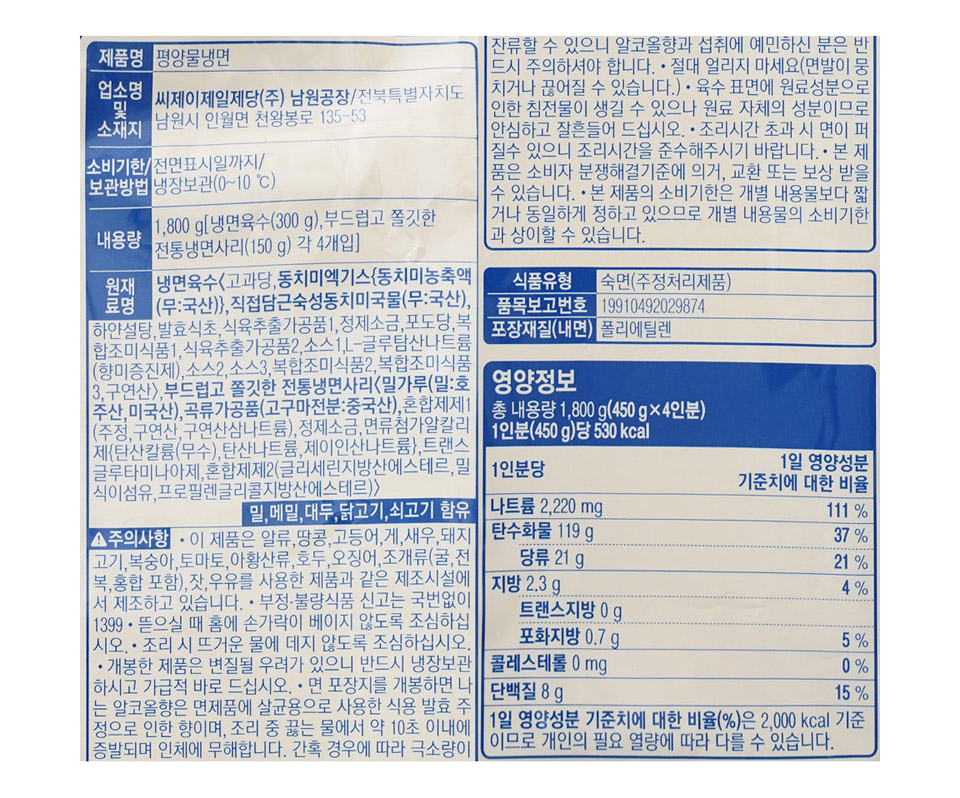 제품명 평양물냉면
업소명 및 소재지 씨제이제일제당(주) 남원공장/전북특별자치도
남원시 인월면 천왕봉로 135-53
소비기한/ 전면표시일까지/
보관방법 냉장보관(0~10 ℃)
내용량 1,800 g[냉면육수(300 g),부드럽고 쫄깃한
전통냉면사리(150 g) 각 4개입]
원재 냉면육수〈고과당,동치미엑기스{동치미농축액
료명 (무:국산)},직접담근숙성동치미국물(무:국산),
하얀설탕,발효식초,식육추출가공품1,정제소금,포도당,복
합조미식품1,식육추출가공품2,소스1,L-글루탐산나트륨
(향미증진제),소스2,소스3,복합조미식품2,복합조미식품
3,구연산〉,부드럽고 쫄깃한 전통냉면사리〈밀가루(밀:호
주산,미국산),곡류가공품(고구마전분:중국산),혼합제제1
(주정,구연산,구연산삼나트륨),정제소금,면류첨가알칼리
제{탄산칼륨(무수),탄산나트륨,제이인산나트륨},트랜스
글루타미나아제,혼합제제2(글리세린지방산에스테르,밀
식이섬유,프로필렌글리콜지방산에스테르)〉
밀,메밀,대두,닭고기,쇠고기 함유
주의사항 • 이 제품은 알류,땅콩,고등어,게,새우,돼지
고기,복숭아,토마토,아황산류,호두,오징어,조개류(굴,전
복,홍합 포함),잣,우유를 사용한 제품과 같은 제조시설에
서 제조하고 있습니다. • 부정·불량식품 신고는 국번없이
1399 • 뜯으실 때 홈에 손가락이 베이지 않도록 조심하십
시오. • 조리 시 뜨거운 물에 데지 않도록 조심하십시오.
• 개봉한 제품은 변질될 우려가 있으니 반드시 냉장보관
하시고 가급적 바로 드십시오. • 면 포장지를 개봉하면 나
는 알코올향은 면제품에 살균용으로 사용한 식용 발효 주
정으로 인한 향이며, 조리 중 끓는 물에서 약 10초 이내에
증발되며 인체에 무해합니다. 간혹 경우에 따라 극소량이
잔류할 수 있으니 알코올향과 섭취에 예민하신 분은 반
드시 주의하셔야 합니다. • 절대 얼리지 마세요(면발이 뭉
치거나 끊어질 수 있습니다.) • 육수 표면에 원료성분으로
인한 침전물이 생길 수 있으나 원료 자체의 성분이므로
안심하고 잘흔들어 드십시오. • 조리시간 초과 시 면이 퍼
질수 있으니 조리시간을 준수해주시기 바랍니다. • 본 제
품은 소비자 분쟁해결기준에 의거, 교환 또는 보상 받을
수 있습니다. • 본 제품의 소비기한은 개별 내용물보다 짧
거나 동일하게 정하고 있으므로 개별 내용물의 소비기한
과 상이할 수 있습니다.
식품유형 숙면(주정처리제품)
품목보고번호 19910492029874
포장재질(내면) 폴리에틸렌
영양정보
총 내용량 1,800 g(450 g×4인분)
1인분(450 g)당 530 kcal
1인분당 1일 영양성분
기준치에 대한 비율
나트륨 2,220 mg 111 %
탄수화물 119 g 37 %
당류 21 g 21 %
지방 2.3 g 4 %
트랜스지방 0 g
포화지방 0.7 g 5 %
콜레스테롤 0 mg 0 %
단백질 8 g 15 %
1일 영양성분 기준치에 대한 비율(%)은 2,000 kcal 기준
이므로 개인의 필요 열량에 따라 다를 수 있습니다.